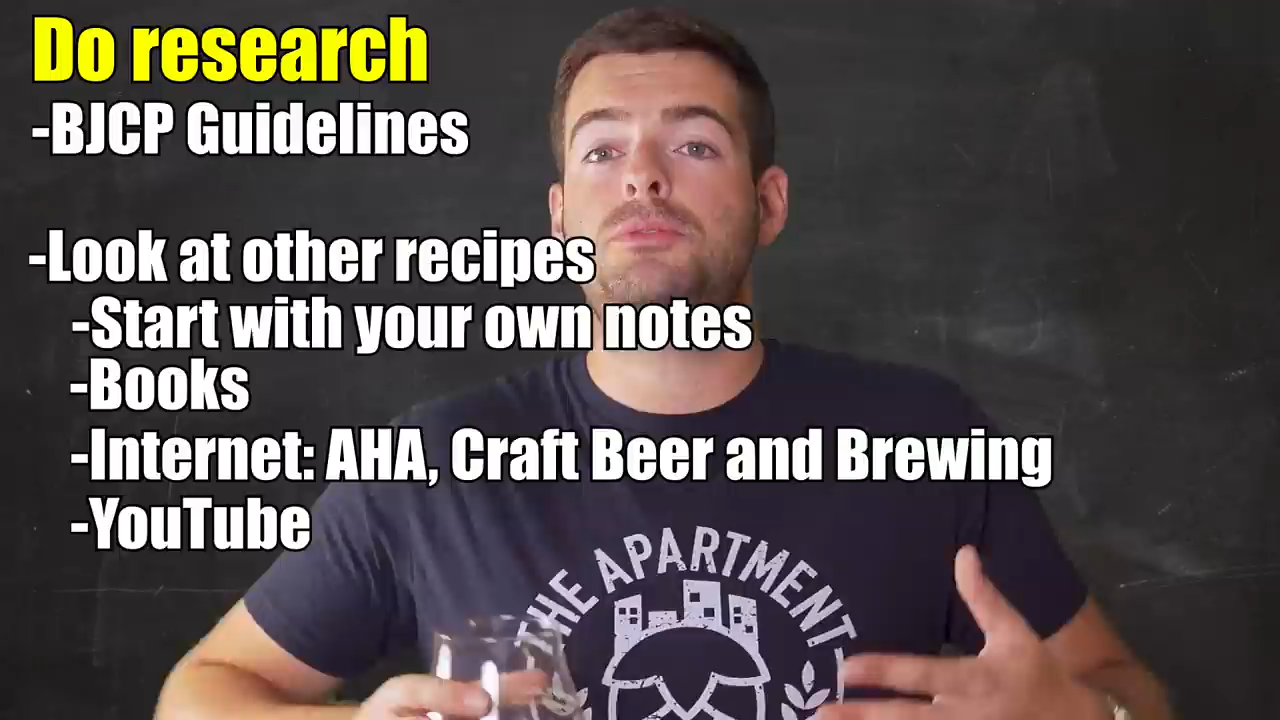 Do research
-BJCP Guidelines
-Look at other recipes
-Start with your own notes
-Books
-Internet: AHA, Craft Beer and Brewing
-YouTube
THE APARTMENT